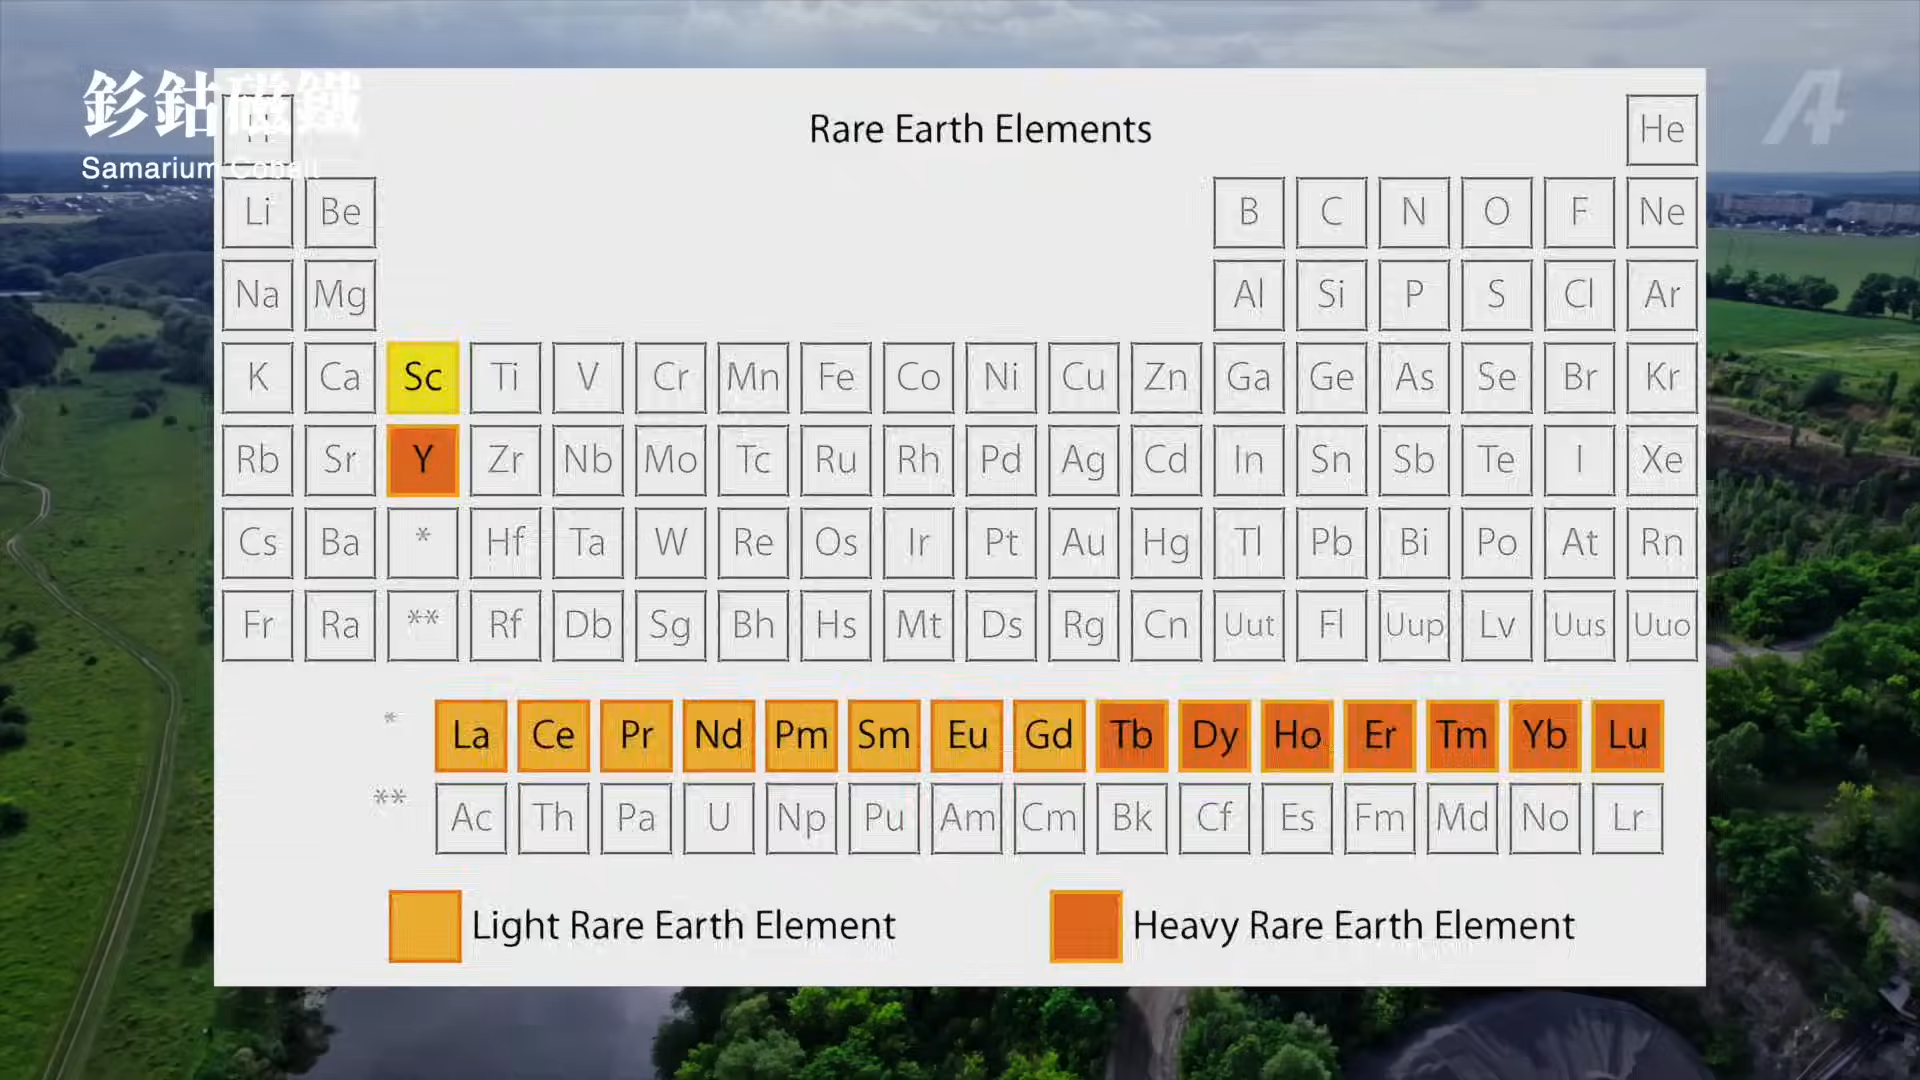 釤鈷磁鐵
Samarium Cobalt
Rare Earth Elements
H He
Li Be B C N O F Ne
Na Mg Al Si P S Cl Ar
K Ca Sc Ti V Cr Mn Fe Co Ni Cu Zn Ga Ge As Se Br Kr
Rb Sr Y Zr Nb Mo Tc Ru Rh Pd Ag Cd In Sn Sb Te I Xe
Cs Ba * Hf Ta W Re Os Ir Pt Au Hg Tl Pb Bi Po At Rn
Fr Ra ** Rf Db Sg Bh Hs Mt Ds Rg Cn Uut Fl Uup Lv Uus Uuo
* La Ce Pr Nd Pm Sm Eu Gd Tb Dy Ho Er Tm Yb Lu
** Ac Th Pa U Np Pu Am Cm Bk Cf Es Fm Md No Lr
Light Rare Earth Element
Heavy Rare Earth Element